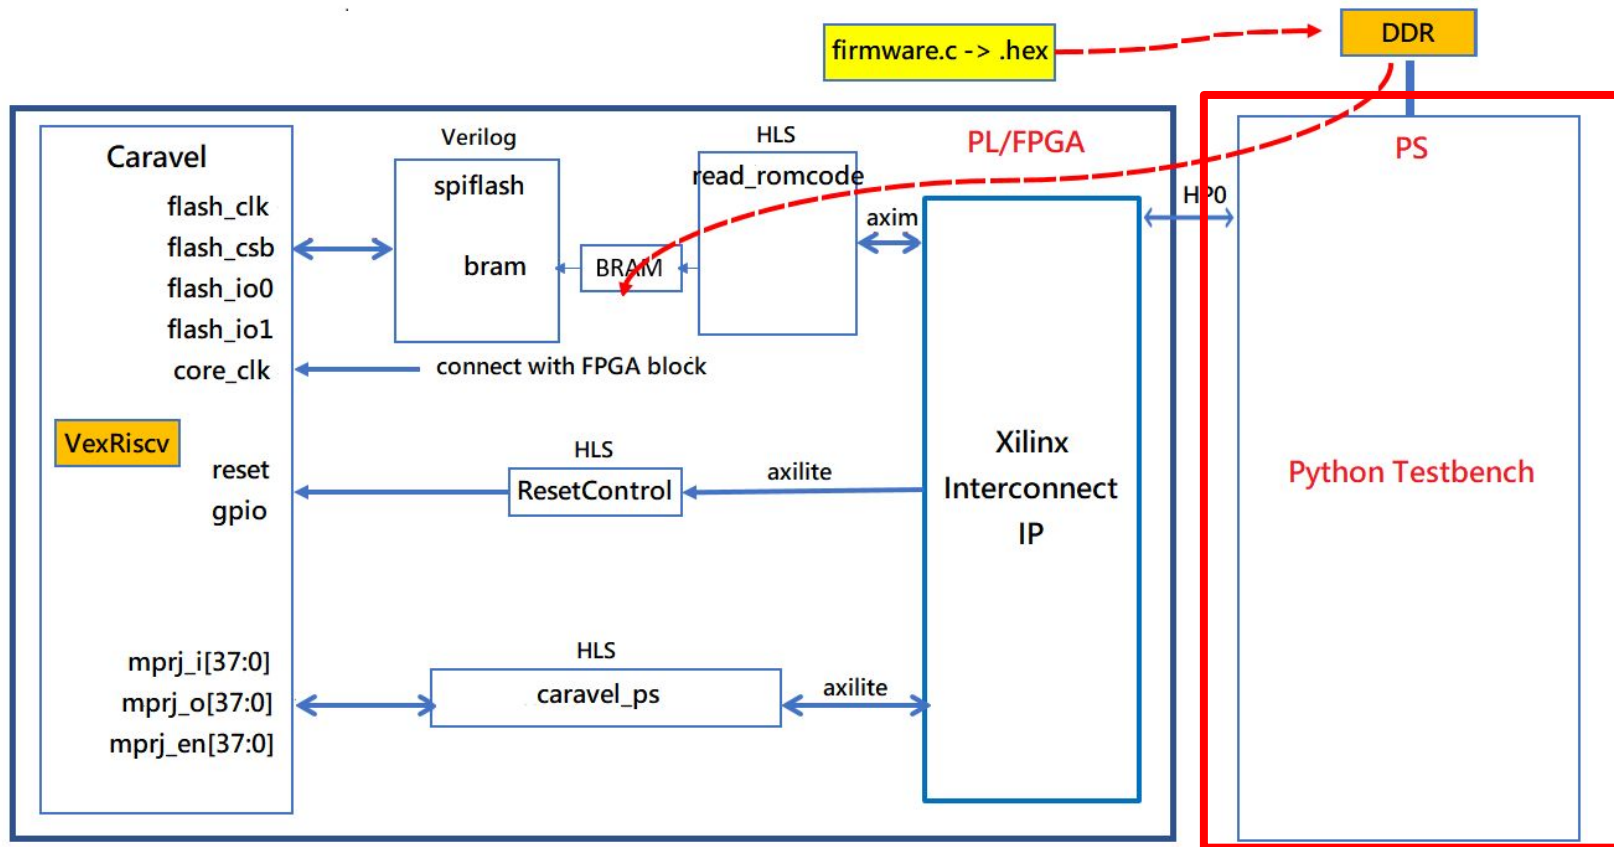 firmware.c -> .hex
DDR
Caravel
flash_clk
flash_csb
flash_io0
flash_io1
core_clk
VexRiscv
reset
gpio
mprj_i[37:0]
mprj_o[37:0]
mprj_en[37:0]
Verilog
spiflash
bram
BRAM
HLS
read_romcode
axim
connect with FPGA block
HLS
ResetControl
axilite
HLS
caravel_ps
axilite
PL/FPGA
Xilinx
Interconnect
IP
HP0
PS
Python Testbench